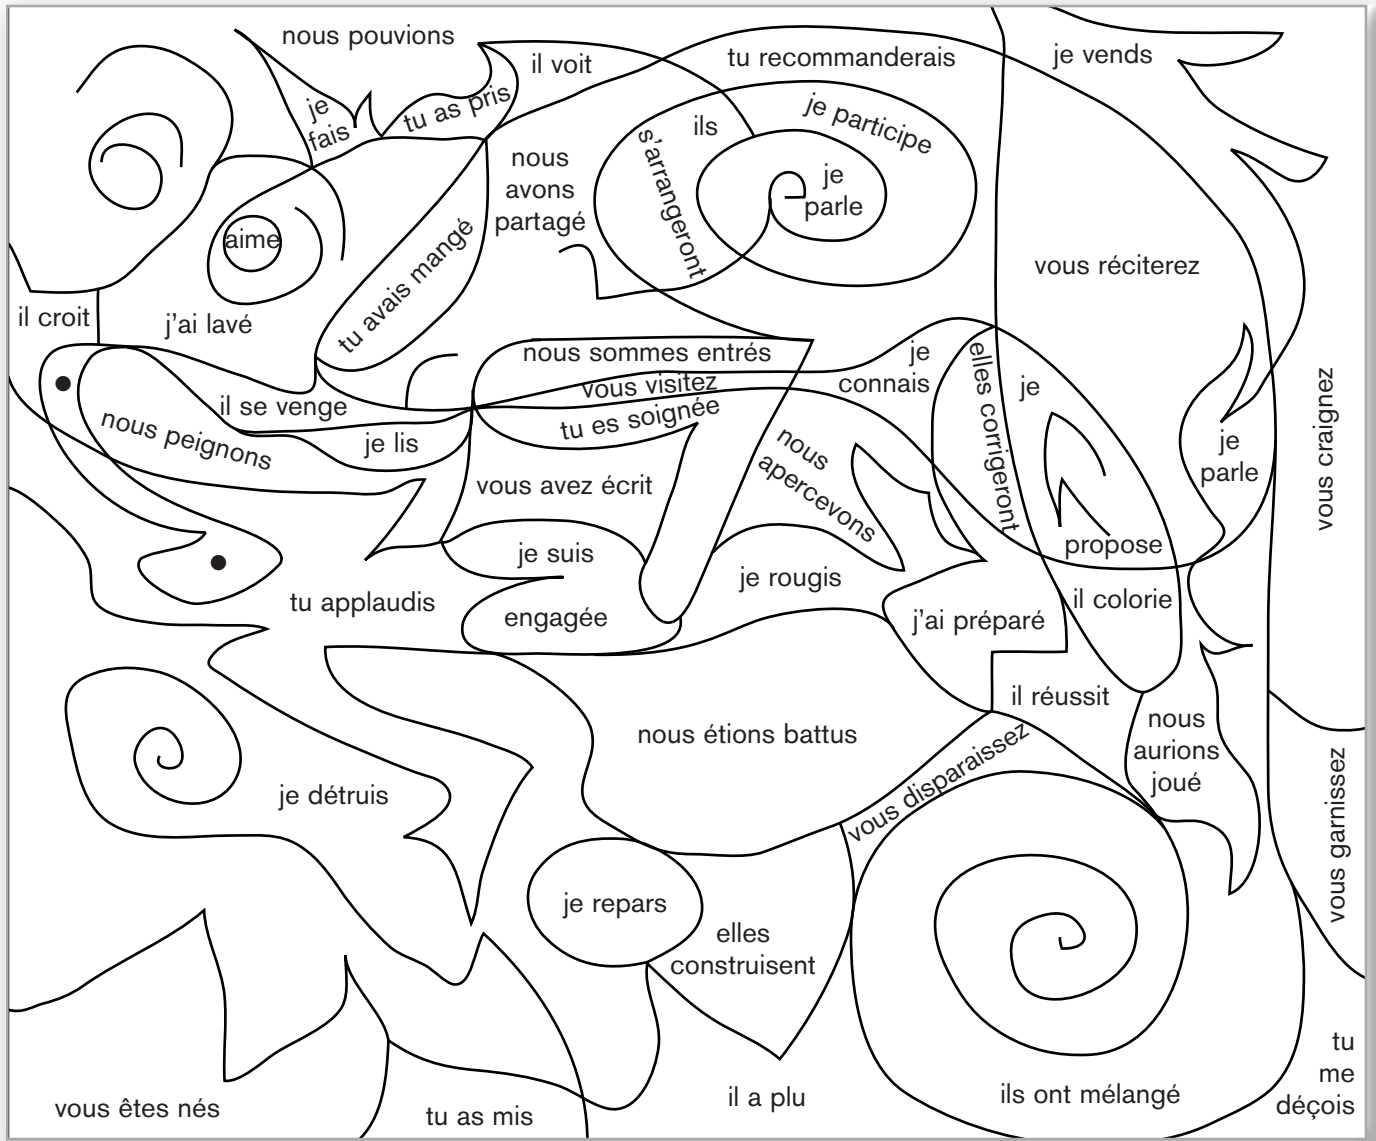 nous pouvions
il voit
tu recommanderais
je vends
je
fais
tu as pris
ils
s'arrangeront
je participe
nous
avons
partagé
je
parle
aime
tu avais mangé
vous réciterez
il croit
j'ai lavé
nous sommes entrés
je
connais
vous visitez
elles corrigeront
je
il se venge
tu es soignée
nous peignons
je lis
nous
apercevons
je
parle
vous craignez
vous avez écrit
je suis
propose
tu applaudis
engagée
je rougis
j'ai préparé
il colorie
il réussit
nous étions battus
nous
aurions
joué
vous disparaissez
je détruis
vous garnissez
je repars
elles
construisent
tu
me
déçois
vous êtes nés
tu as mis
il a plu
ils ont mélangé